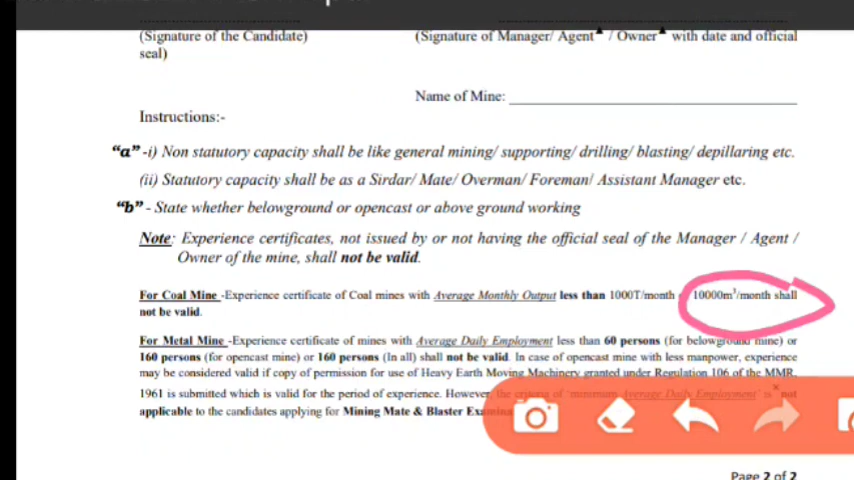 (Signature of the Candidate) (Signature of Manager/ Agent▲ / Owner▲ with date and official
seal)
Name of Mine:
Instructions:-
"a" -i) Non statutory capacity shall be like general mining/ supporting/ drilling/ blasting/ depillaring etc.
(ii) Statutory capacity shall be as a Sirdar/ Mate/ Overman/ Foreman/ Assistant Manager etc.
"b" - State whether belowground or opencast or above ground working
Note: Experience certificates, not issued by or not having the official seal of the Manager / Agent /
Owner of the mine, shall not be valid.
For Coal Mine -Experience certificate of Coal mines with Average Monthly Output less than 1000T/month 10000m³/month shall
not be valid.
For Metal Mine -Experience certificate of mines with Average Daily Employment less than 60 persons (for belowground mine) or
160 persons (for opencast mine) or 160 persons (In all) shall not be valid. In case of opencast mine with less manpower, experience
may be considered valid if copy of permission for use of Heavy Earth Moving Machinery granted under Regulation 106 of the MMR,
1961 is submitted which is valid for the period of experience. However, the criteria of 'minimum Average Daily Employment' is not
applicable to the candidates applying for Mining Mate & Blaster
Page 2 of 2